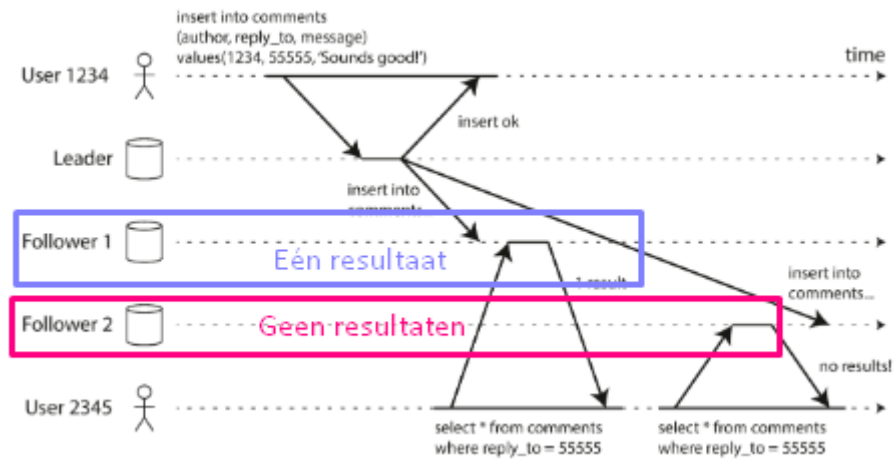 insert into comments
(author, reply_to, message)
values(1234, 55555, 'Sounds good!')
User 1234
time
insert ok
Leader
insert into
comments...
Follower 1
Eén resultaat
1 result
insert into
comments...
Follower 2
Geen resultaten
no results!
User 2345
select * from comments
where reply_to = 55555
select * from comments
where reply_to = 55555